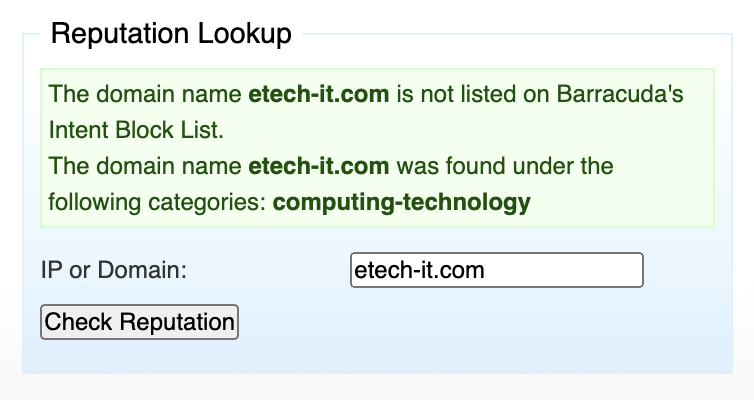 Reputation Lookup
The domain name etech-it.com is not listed on Barracuda's
Intent Block List.
The domain name etech-it.com was found under the
following categories: computing-technology
IP or Domain:
etech-it.com
Check Reputation